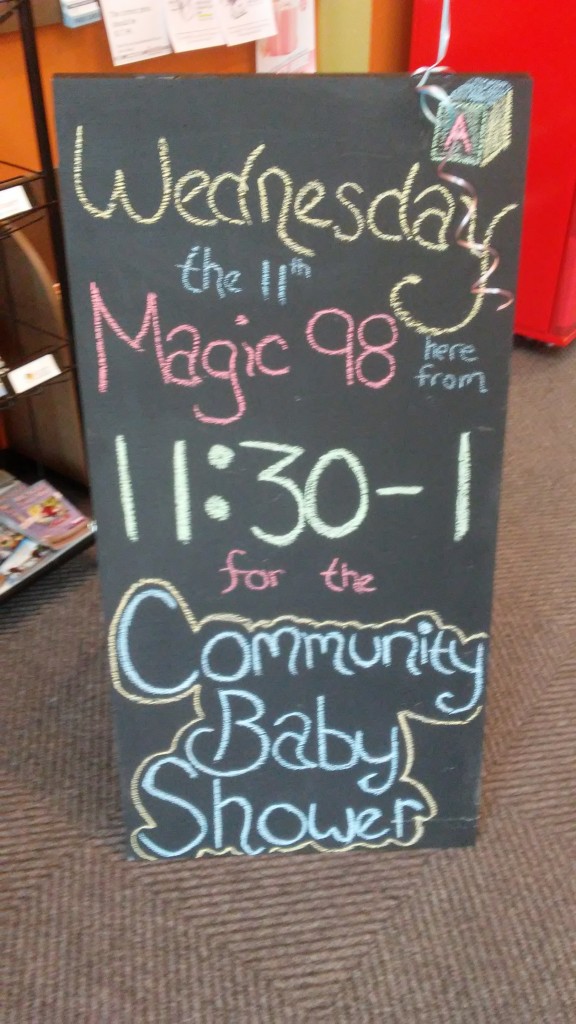 A
Wednesday
the 11th
Magic 98 here from
11:30-1
for the
Community
Baby
Shower